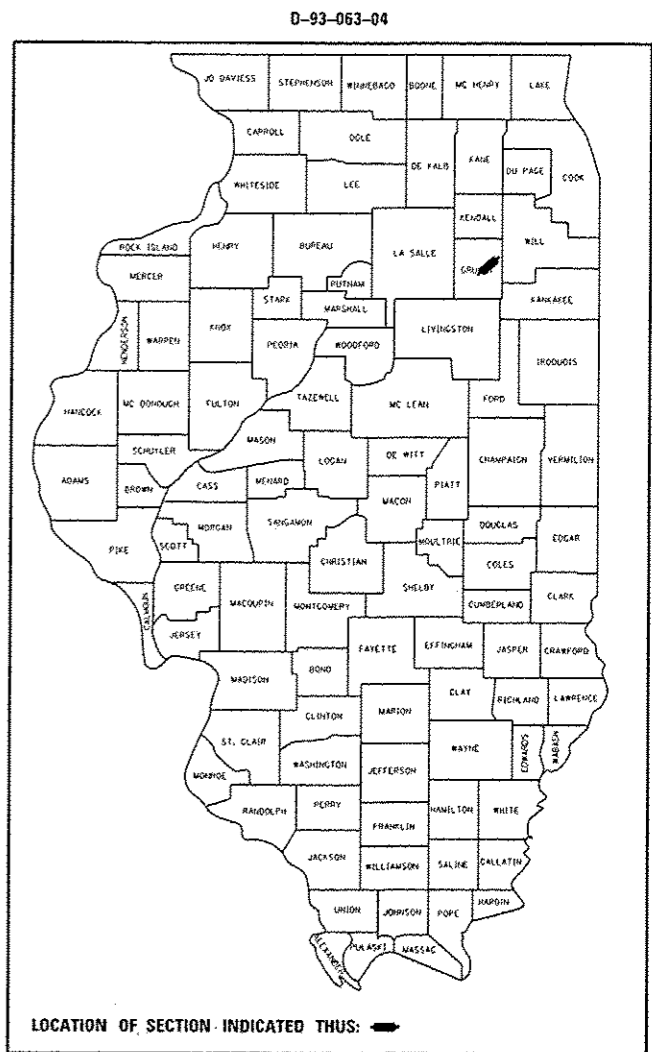 D-93-063-04
JO DAVIESS STEPHENSON WINNEBAGO BOONE MC HENRY LAKE
CARROLL OGLE DE KALB KANE DU PAGE COOK
WHITESIDE LEE KENDALL WILL
ROCK ISLAND HENRY BUREAU LA SALLE
MERCER PUTNAM KANKAKEE
STARK MARSHALL LIVINGSTON
HENDERSON WARREN KNOX PEORIA WOODFORD IROQUOIS
HANCOCK MC DONOUGH FULTON TAZEWELL MC LEAN FORD
MASON
SCHUYLER LOGAN DE WITT CHAMPAIGN VERMILION
ADAMS BROWN CASS MENARD MACON PIATT
MORGAN SANGAMON MOULTRIE DOUGLAS EDGAR
PIKE SCOTT CHRISTIAN COLES
CALHOUN GREENE MACOUPIN MONTGOMERY SHELBY CUMBERLAND CLARK
JERSEY FAYETTE EFFINGHAM JASPER CRAWFORD
MADISON BOND
CLAY RICHLAND LAWRENCE
CLINTON MARION
ST. CLAIR WAYNE EDWARDS WABASH
MONROE WASHINGTON JEFFERSON
RANDOLPH PERRY HAMILTON WHITE
FRANKLIN
JACKSON WILLIAMSON SALINE GALLATIN
UNION JOHNSON POPE HARDIN
ALEXANDER PULASKI MASSAC
LOCATION OF SECTION INDICATED THUS: